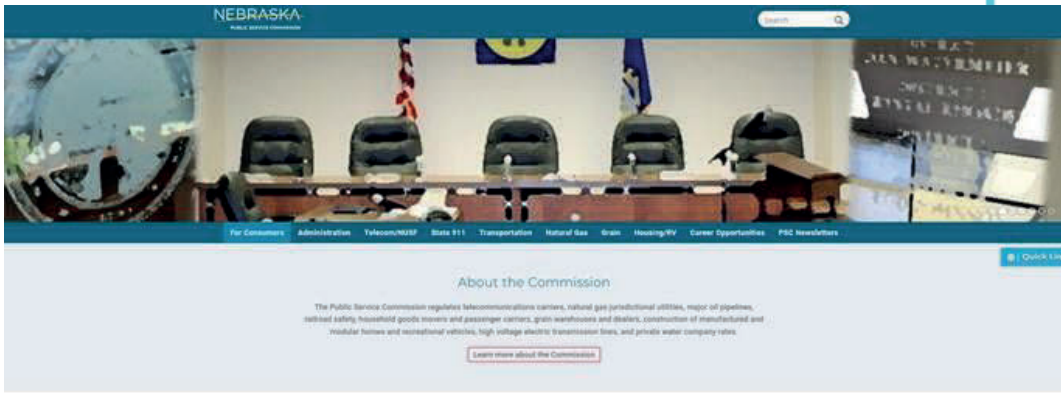 NEBRASKA
PUBLIC SERVICE COMMISSION
Search
For Consumers Administration Telecom/NUSF State 911 Transportation Natural Gas Grain Housing/RV Career Opportunities PSC Newsletters
Quick Lin
About the Commission
The Public Service Commission regulates telecommunications carriers, natural gas jurisdictional utilities, major oil pipelines,
railroad safety, household goods movers and passenger carriers, grain warehouses and dealers, construction of manufactured and
modular homes and recreational vehicles, high voltage electric transmission lines, and private water company rates.
Learn more about the Commission